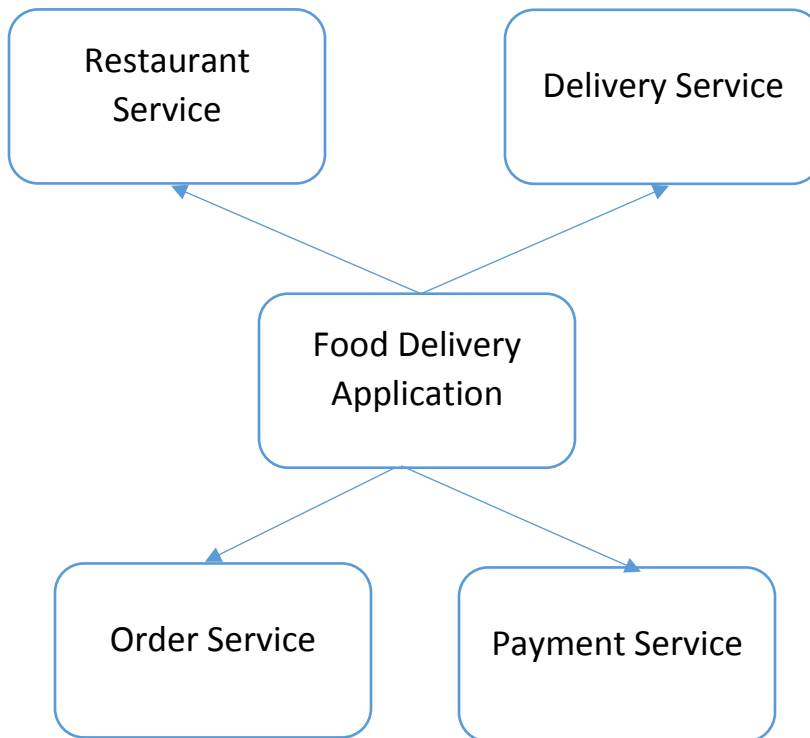 Restaurant
Service
Delivery Service
Food Delivery
Application
Order Service
Payment Service